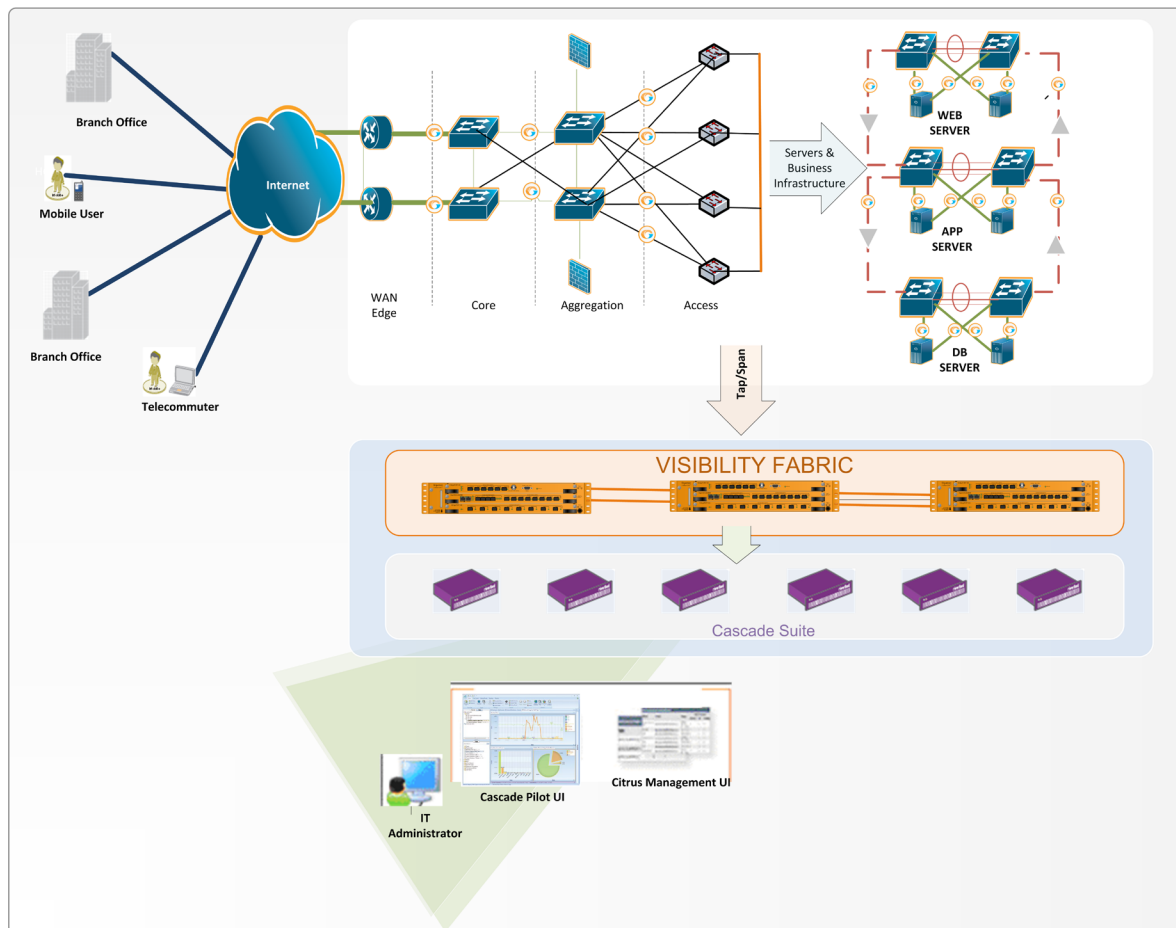 Branch Office
Mobile User
Branch Office
Telecommuter
Internet
WAN
Edge
Core
Aggregation
Access
Servers &
Business
Infrastructure
WEB
SERVER
APP
SERVER
DB
SERVER
Tap/Span
VISIBILITY FABRIC
Cascade Suite
Cascade Pilot UI
Citrus Management UI
IT
Administrator